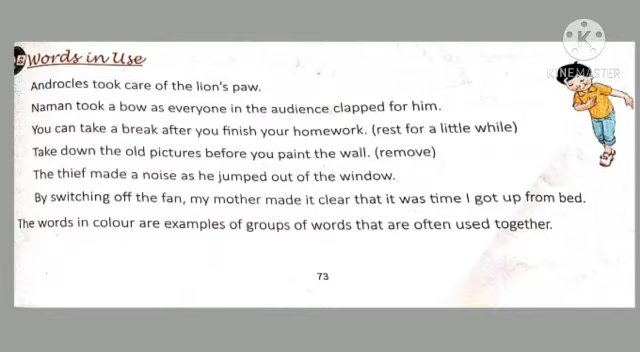 Words in Use
Androcles took care of the lion's paw.
Naman took a bow as everyone in the audience clapped for him.
You can take a break after you finish your homework. (rest for a little while)
Take down the old pictures before you paint the wall. (remove)
The thief made a noise as he jumped out of the window.
By switching off the fan, my mother made it clear that it was time I got up from bed.
The words in colour are examples of groups of words that are often used together.
73
KINEMASTER